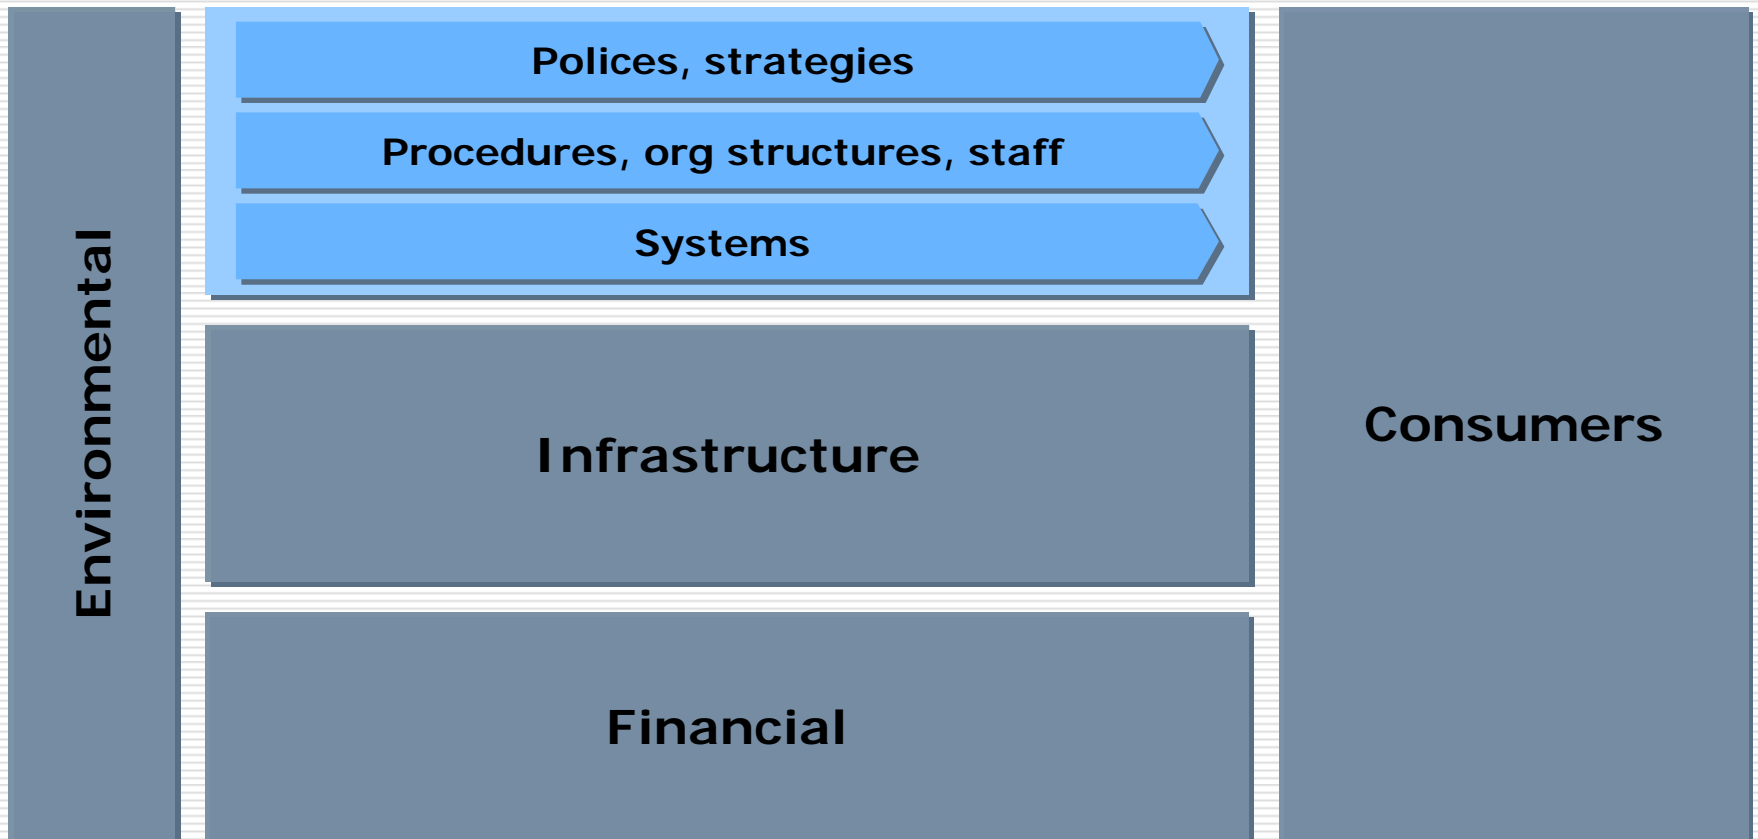 Environmental
Polices, strategies
Procedures, org structures, staff
Systems
Infrastructure
Financial
Consumers